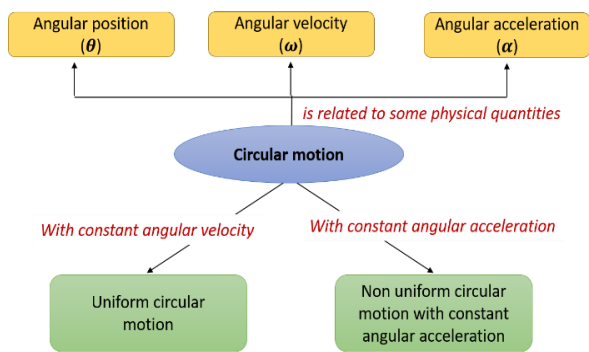 Angular position
(θ)
Angular velocity
(ω)
Angular acceleration
(α)
is related to some physical quantities
Circular motion
With constant angular velocity
With constant angular acceleration
Uniform circular
motion
Non uniform circular
motion with constant
angular acceleration